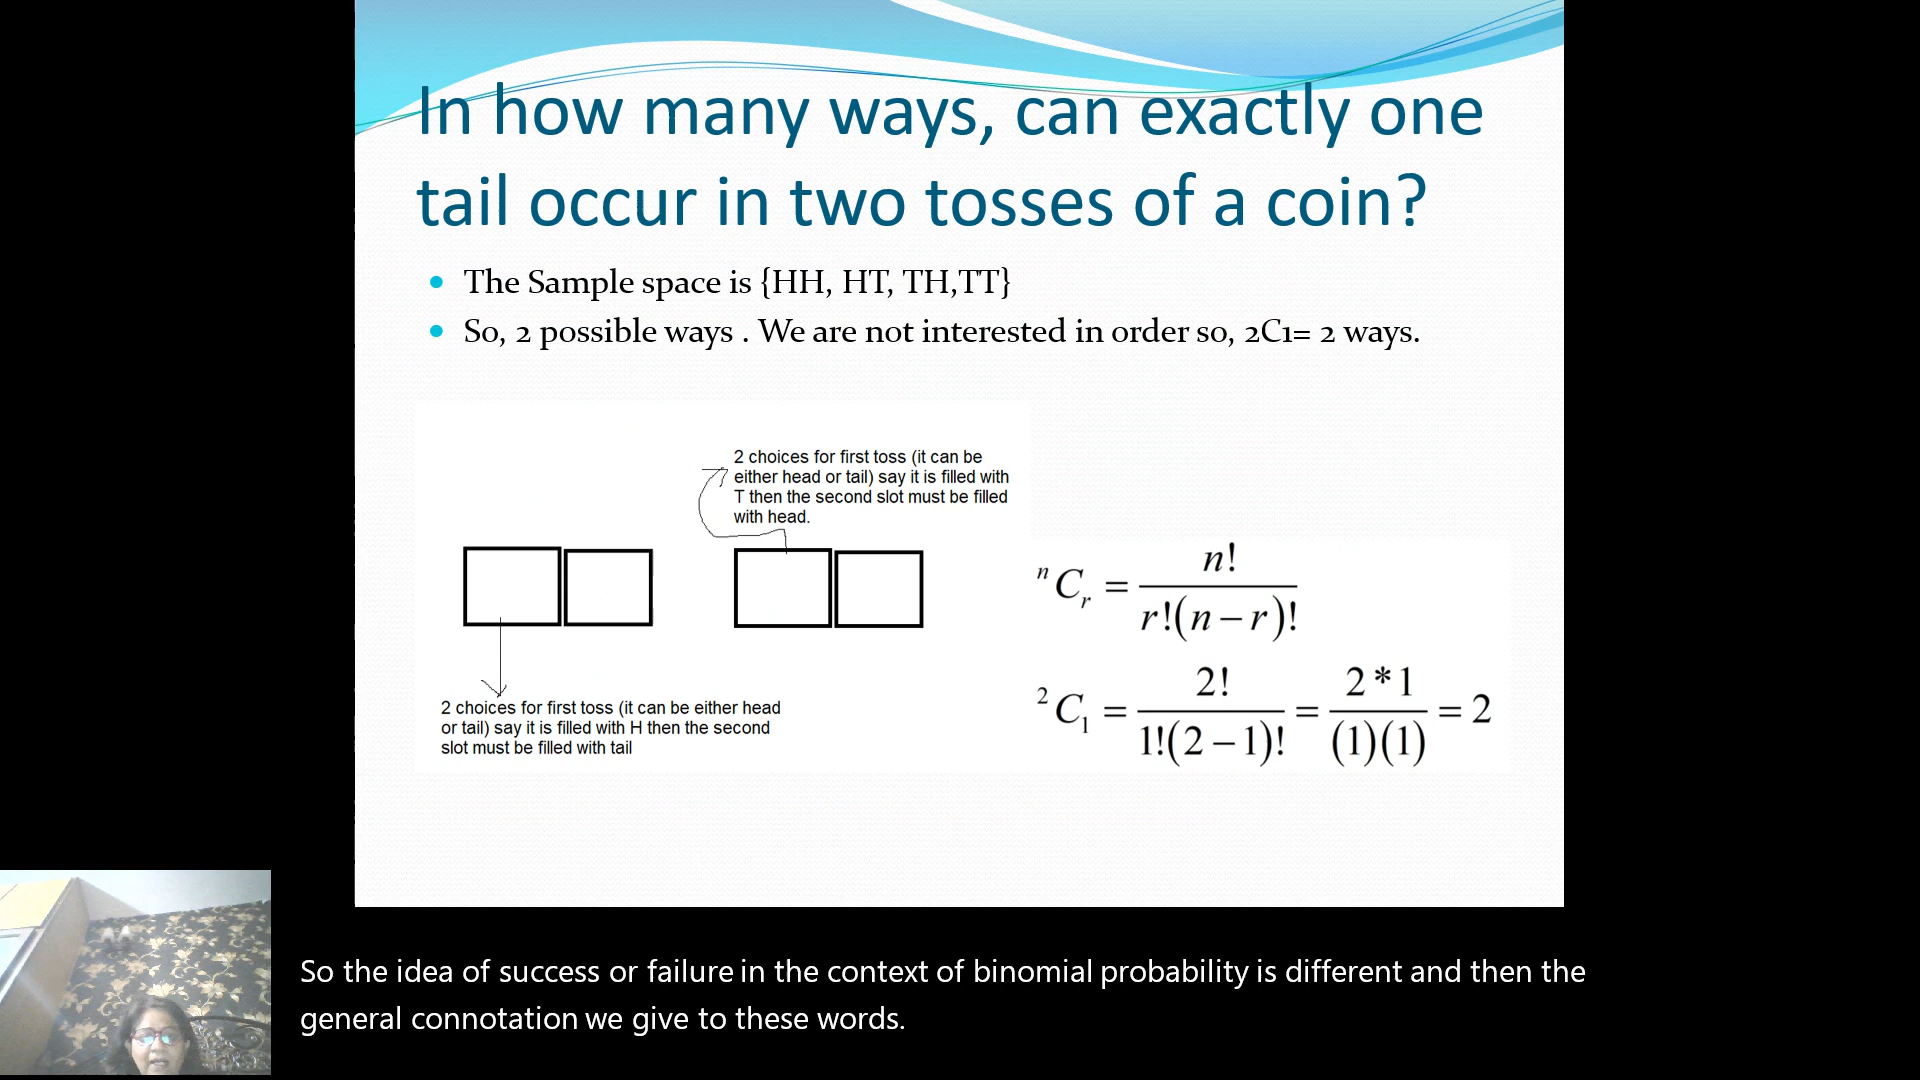 In how many ways, can exactly one
tail occur in two tosses of a coin?
The Sample space is {HH, HT, TH,TT}
So, 2 possible ways . We are not interested in order so, 2C1= 2 ways.
2 choices for first toss (it can be
either head or tail) say it is filled with
T then the second slot must be filled
with head.
2 choices for first toss (it can be either head
or tail) say it is filled with H then the second
slot must be filled with tail
ⁿCᵣ = n! / r!(n – r)!
²C₁ = 2! / 1!(2 – 1)! = 2 * 1 / (1)(1) = 2
So the idea of success or failure in the context of binomial probability is different and then the
general connotation we give to these words.